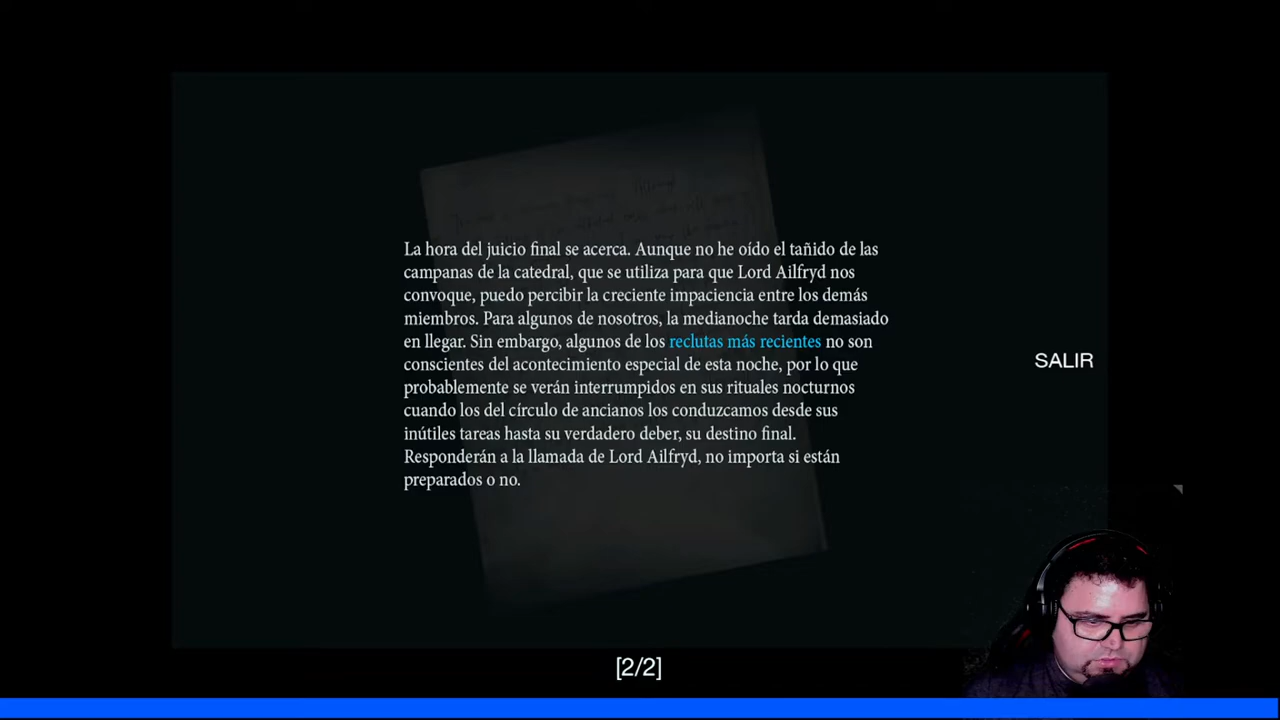 La hora del juicio final se acerca. Aunque no he oído el tañido de las
campanas de la catedral, que se utiliza para que Lord Ailfryd nos
convoque, puedo percibir la creciente impaciencia entre los demás
miembros. Para algunos de nosotros, la medianoche tarda demasiado
en llegar. Sin embargo, algunos de los reclutas más recientes no son
conscientes del acontecimiento especial de esta noche, por lo que
probablemente se verán interrumpidos en sus rituales nocturnos
cuando los del círculo de ancianos los conduzcamos desde sus
inútiles tareas hasta su verdadero deber, su destino final.
Responderán a la llamada de Lord Ailfryd, no importa si están
preparados o no.
SALIR
[2/2]